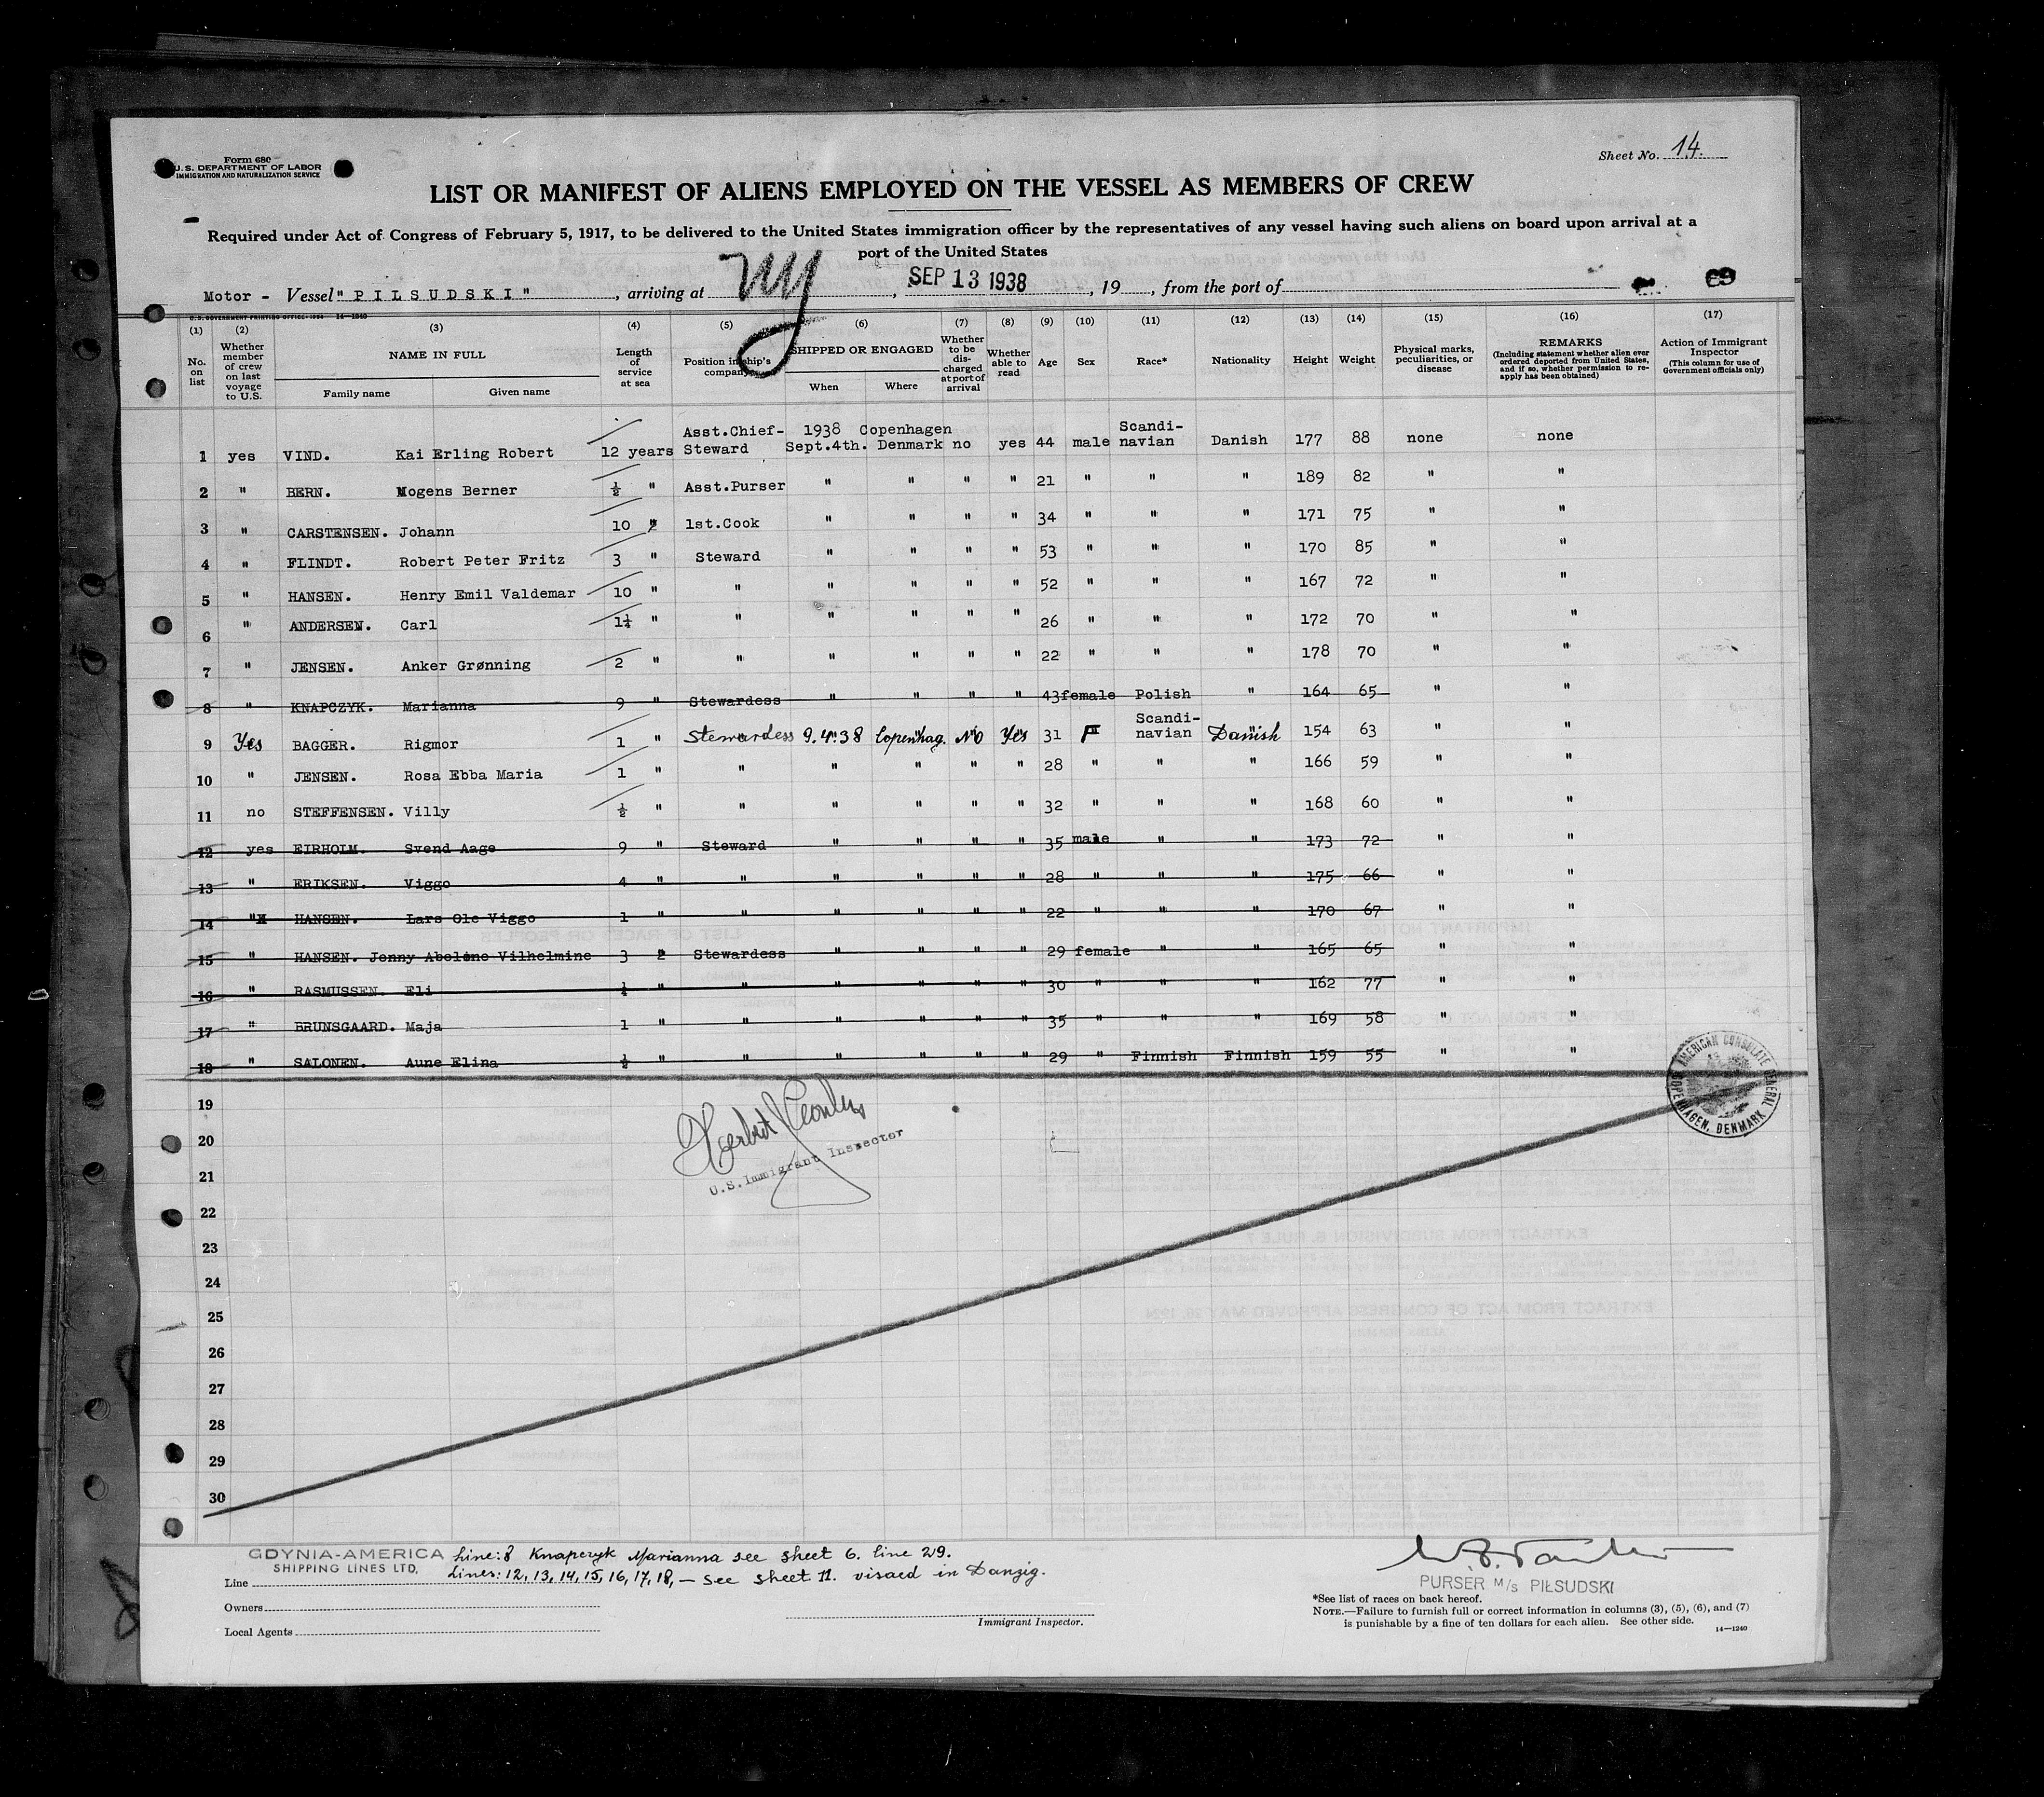 Form 680
U. S. DEPARTMENT OF LABOR
IMMIGRATION AND NATURALIZATION SERVICE
Sheet No. 14.
LIST OR MANIFEST OF ALIENS EMPLOYED ON THE VESSEL AS MEMBERS OF CREW
Required under Act of Congress of February 5, 1917, to be delivered to the United States immigration officer by the representatives of any vessel having such aliens on board upon arrival at a
port of the United States
Motor - Vessel "PILSUDSKI", arriving at NY, SEP 13 1938, 19, from the port of
69
U. S. GOVERNMENT PRINTING OFFICE 14—1240
(1) (2) (3) (4) (5) (6) (7) (8) (9) (10) (11) (12) (13) (14) (15) (16) (17)
No. on list Whether member of crew on last voyage to U.S. NAME IN FULL Family name Given name Length of service at sea Position in ship's company SHIPPED OR ENGAGED When Where Whether to be discharged at port of arrival Whether able to read Age Sex Race* Nationality Height Weight Physical marks, peculiarities, or disease REMARKS (Including statement whether alien ever ordered deported from United States, and if so, whether permission to reapply has been obtained) Action of Immigrant Inspector (This column for use of Government officials only)
1 yes VIND. Kai Erling Robert 12 years Asst.Chief-Steward 1938 Sept.4th. Copenhagen Denmark no yes 44 male Scandi-navian Danish 177 88 none none
2 " BERN. Mogens Berner ½ " Asst.Purser " " " " 21 " " " 189 82 " "
3 " CARSTENSEN. Johann 10 " 1st.Cook " " " " 34 " " " 171 75 " "
4 " FLINDT. Robert Peter Fritz 3 " Steward " " " " 53 " " " 170 85 " "
5 " HANSEN. Henry Emil Valdemar 10 " " " " " " 52 " " " 167 72 " "
6 " ANDERSEN. Carl 1¼ " " " " " " 26 " " " 172 70 " "
7 " JENSEN. Anker Grønning 2 " " " " " " 22 " " " 178 70 " "
8 " KNAPCZYK. Marianna 9 " Stewardess " " " " 43 female Polish " 164 65 " "
9 Yes BAGGER. Rigmor 1 " Stewardess 9.4.38 Copenhag. No Yes 31 F Scandi-navian Danish 154 63 " "
10 " JENSEN. Rosa Ebba Maria 1 " " " " " " 28 " " " 166 59 " "
11 no STEFFENSEN. Villy ½ " " " " " " 32 " " " 168 60 " "
12 yes EIRHOLM. Svend Aage 9 " Steward " " " " 35 male " " 173 72 " "
13 " ERIKSEN. Viggo 4 " " " " " " 28 " " " 175 66 " "
14 " HANSEN. Lars Ole Viggo 1 " " " " " " 22 " " " 170 67 " "
15 " HANSEN. Jenny Abelone Vilhelmine 3 " Stewardess " " " " 29 female " " 165 65 " "
16 " RASMUSSEN. Eli " " " " " " 30 " " " 162 77 " "
17 " BRUNSGAARD. Maja 1 " " " " " " 35 " " " 169 58 " "
18 " SALONEN. Aune Elina ½ " " " " " " 29 " Finnish Finnish 159 55 " "
AMERICAN CONSULATE GENERAL
COPENHAGEN, DENMARK
19
20
U.S. Immigrant Inspector
21
22
23
24
25
26
27
28
29
30
GDYNIA-AMERICA
SHIPPING LINES LTD.
Line: 8 Knapczyk Marianna see sheet 6. line 29.
Lines: 12, 13, 14, 15, 16, 17, 18, — see sheet 11. visaed in Danzig.
Line
Owners
Local Agents
Immigrant Inspector.
PURSER M/S PIŁSUDSKI
*See list of races on back hereof.
NOTE.—Failure to furnish full or correct information in columns (3), (5), (6), and (7)
is punishable by a fine of ten dollars for each alien. See other side.
14—1240